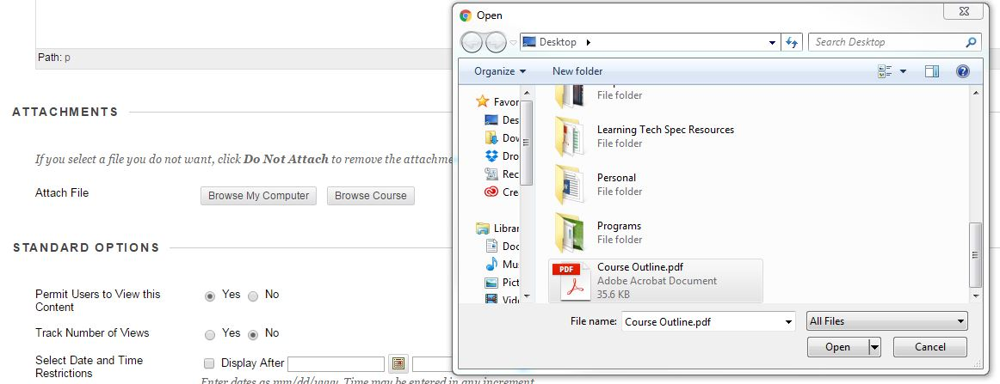 Path: p
ATTACHMENTS
If you select a file you do not want, click Do Not Attach to remove the attachme
Attach File
Browse My Computer
Browse Course
STANDARD OPTIONS
Permit Users to View this
Content
Yes
No
Track Number of Views
Yes
No
Select Date and Time
Restrictions
Display After
Enter dates as mm/dd/yyyy. Time may be entered in any increment
Open
Desktop
Search Desktop
Organize
New folder
Favor
Des
Dov
Dro
Rec
Cre
Librar
Doc
Mus
Pict
Vide
File folder
Learning Tech Spec Resources
File folder
Personal
File folder
Programs
File folder
PDF
Course Outline.pdf
Adobe Acrobat Document
35.6 KB
File name:
Course Outline.pdf
All Files
Open
Cancel